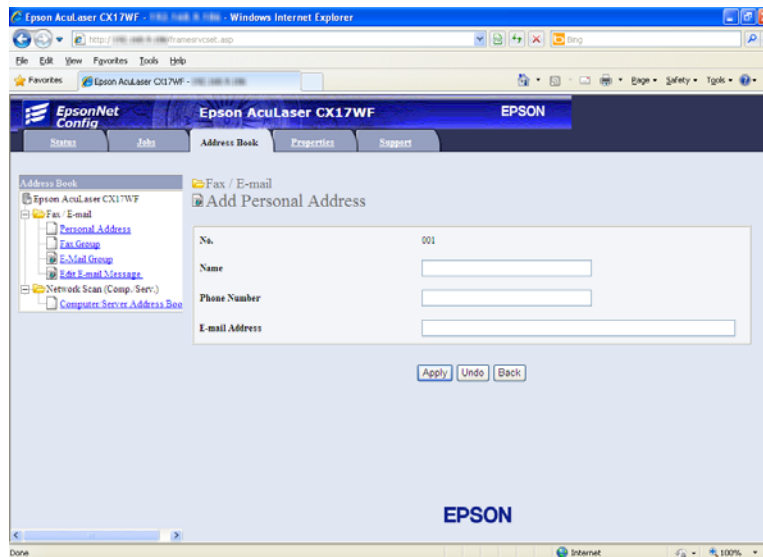 Epson AcuLaser CX17WF - - Windows Internet Explorer
http:// framesrvcset.asp
Bing
File Edit View Favorites Tools Help
Favorites Epson AcuLaser CX17WF -
Page Safety Tools
EpsonNet
Config
Epson AcuLaser CX17WF
EPSON
Status Jobs Address Book Properties Support
Address Book
Epson AcuLaser CX17WF
Fax / E-mail
Personal Address
Fax Group
E-Mail Group
Edit E-mail Message
Network Scan (Comp. Serv.)
Computer Server Address Boo
Fax / E-mail
Add Personal Address
No. 001
Name
Phone Number
E-mail Address
Apply Undo Back
EPSON
Done Internet 100%